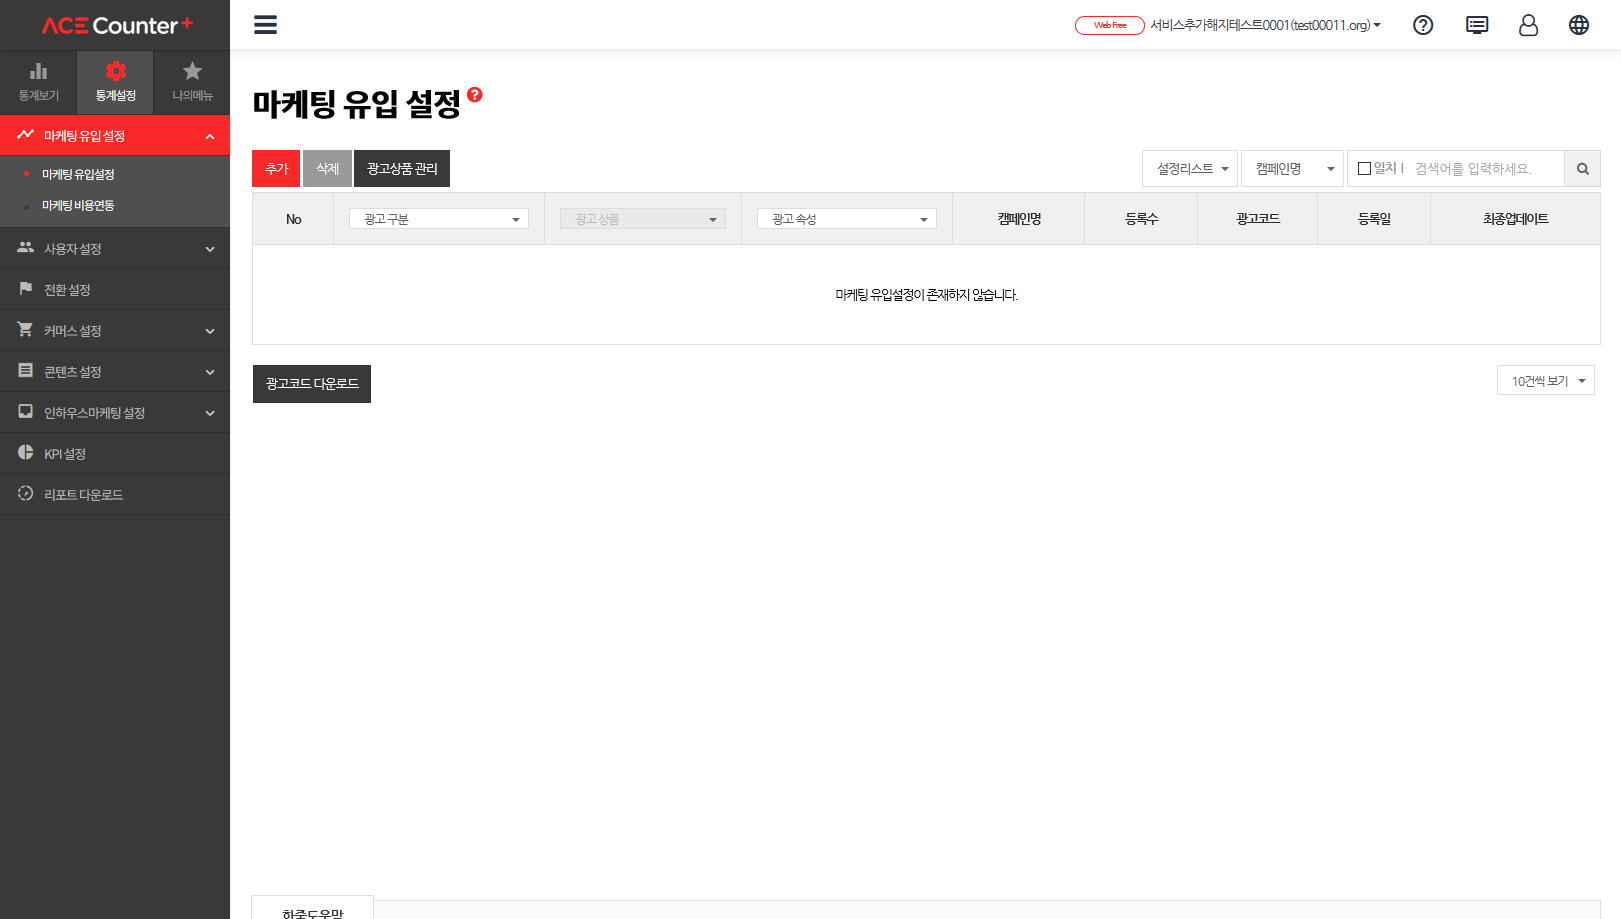 ACE Counter+
Web Free 서비스추가해지테스트0001(test00011.org)
통계보기 통계설정 나의메뉴
마케팅 유입 설정
마케팅 유입설정
마케팅 비용연동
사용자 설정
전환 설정
커머스 설정
콘텐츠 설정
인하우스마케팅 설정
KPI 설정
리포트 다운로드
마케팅 유입 설정 ?
추가 삭제 광고상품 관리 설정리스트 캠페인명 일치 | 검색어를 입력하세요.
No 광고 구분 광고 상품 광고 속성 캠페인명 등록수 광고코드 등록일 최종업데이트
마케팅 유입설정이 존재하지 않습니다.
광고코드 다운로드 10건씩 보기
한줄도움말